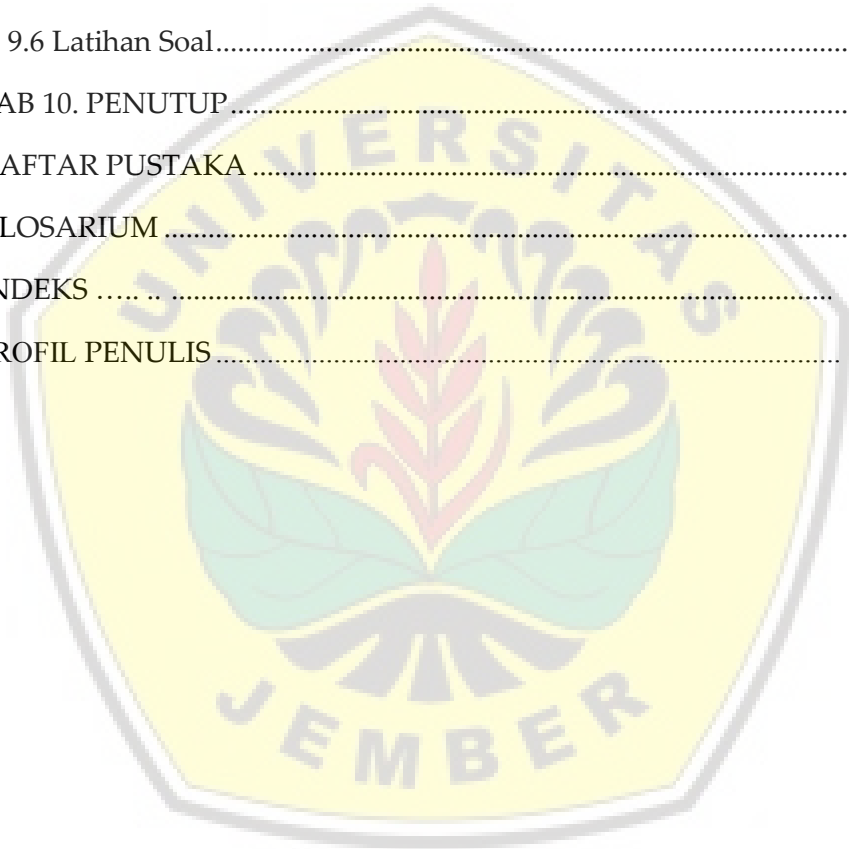 9.6 Latihan Soal........................................................................................................
AB 10. PENUTUP.....................................................................................................
AFTAR PUSTAKA ..................................................................................................
LOSARIUM ................................................................................................................
NDEKS ….. .. ............................................................................................................
ROFIL PENULIS........................................................................................................
UNIVERSITAS
JEMBER